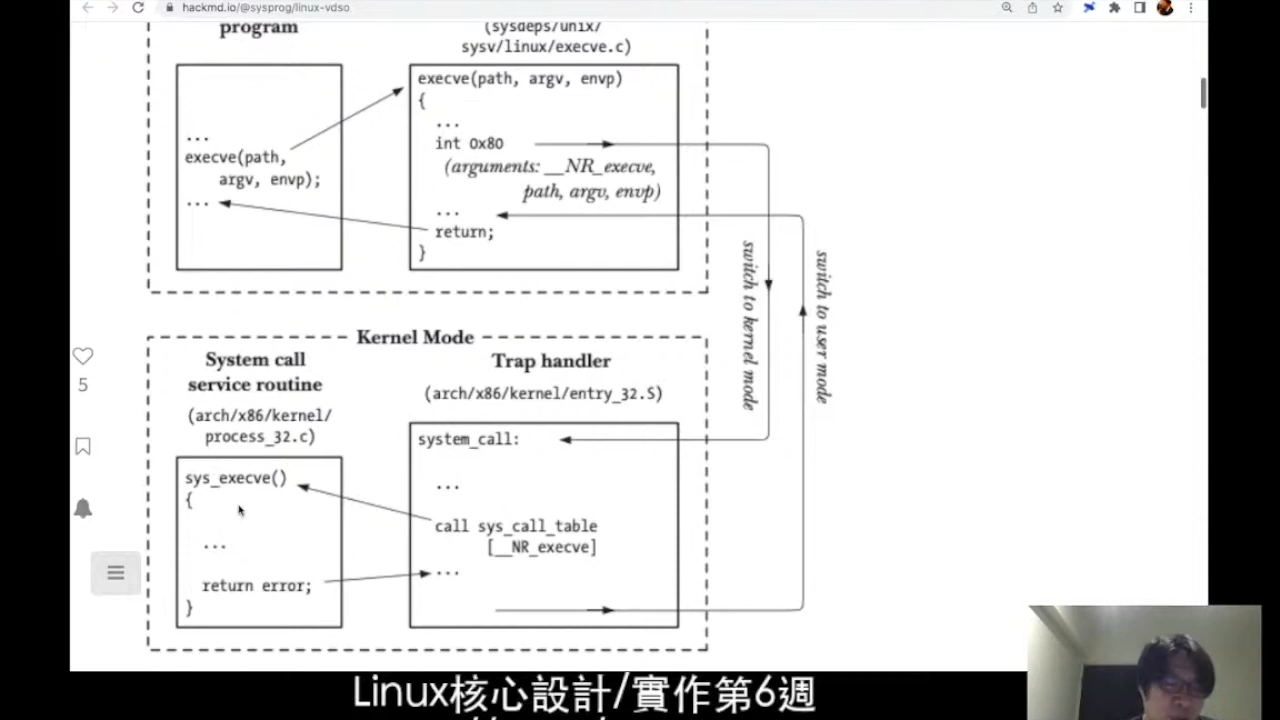 hackmd.io/@sysprog/linux-vdso
program
(sysdeps/unix/
sysv/linux/execve.c)
...
execve(path,
argv, envp);
...
execve(path, argv, envp)
{
...
int 0x80
(arguments: __NR_execve,
path, argv, envp)
...
return;
}
switch to kernel mode
switch to user mode
5
Kernel Mode
System call
service routine
(arch/x86/kernel/
process_32.c)
sys_execve()
{
...
return error;
}
Trap handler
(arch/x86/kernel/entry_32.S)
system_call:
...
call sys_call_table
[__NR_execve]
...
Linux核心設計/實作第6週